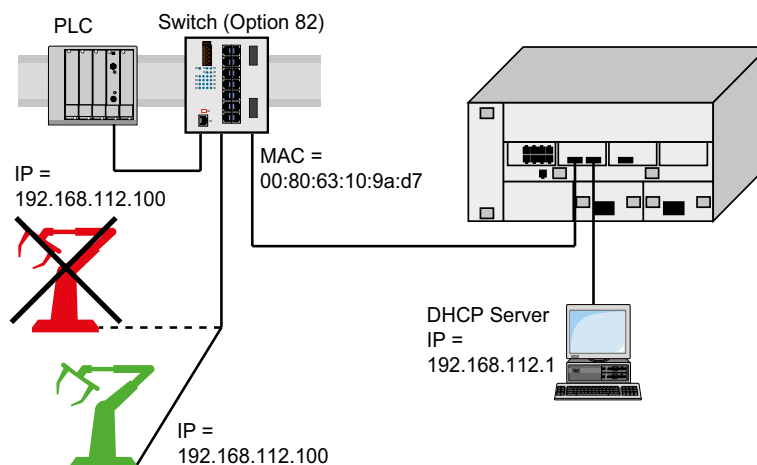 PLC
Switch (Option 82)
MAC =
00:80:63:10:9a:d7
IP =
192.168.112.100
DHCP Server
IP =
192.168.112.1
IP =
192.168.112.100